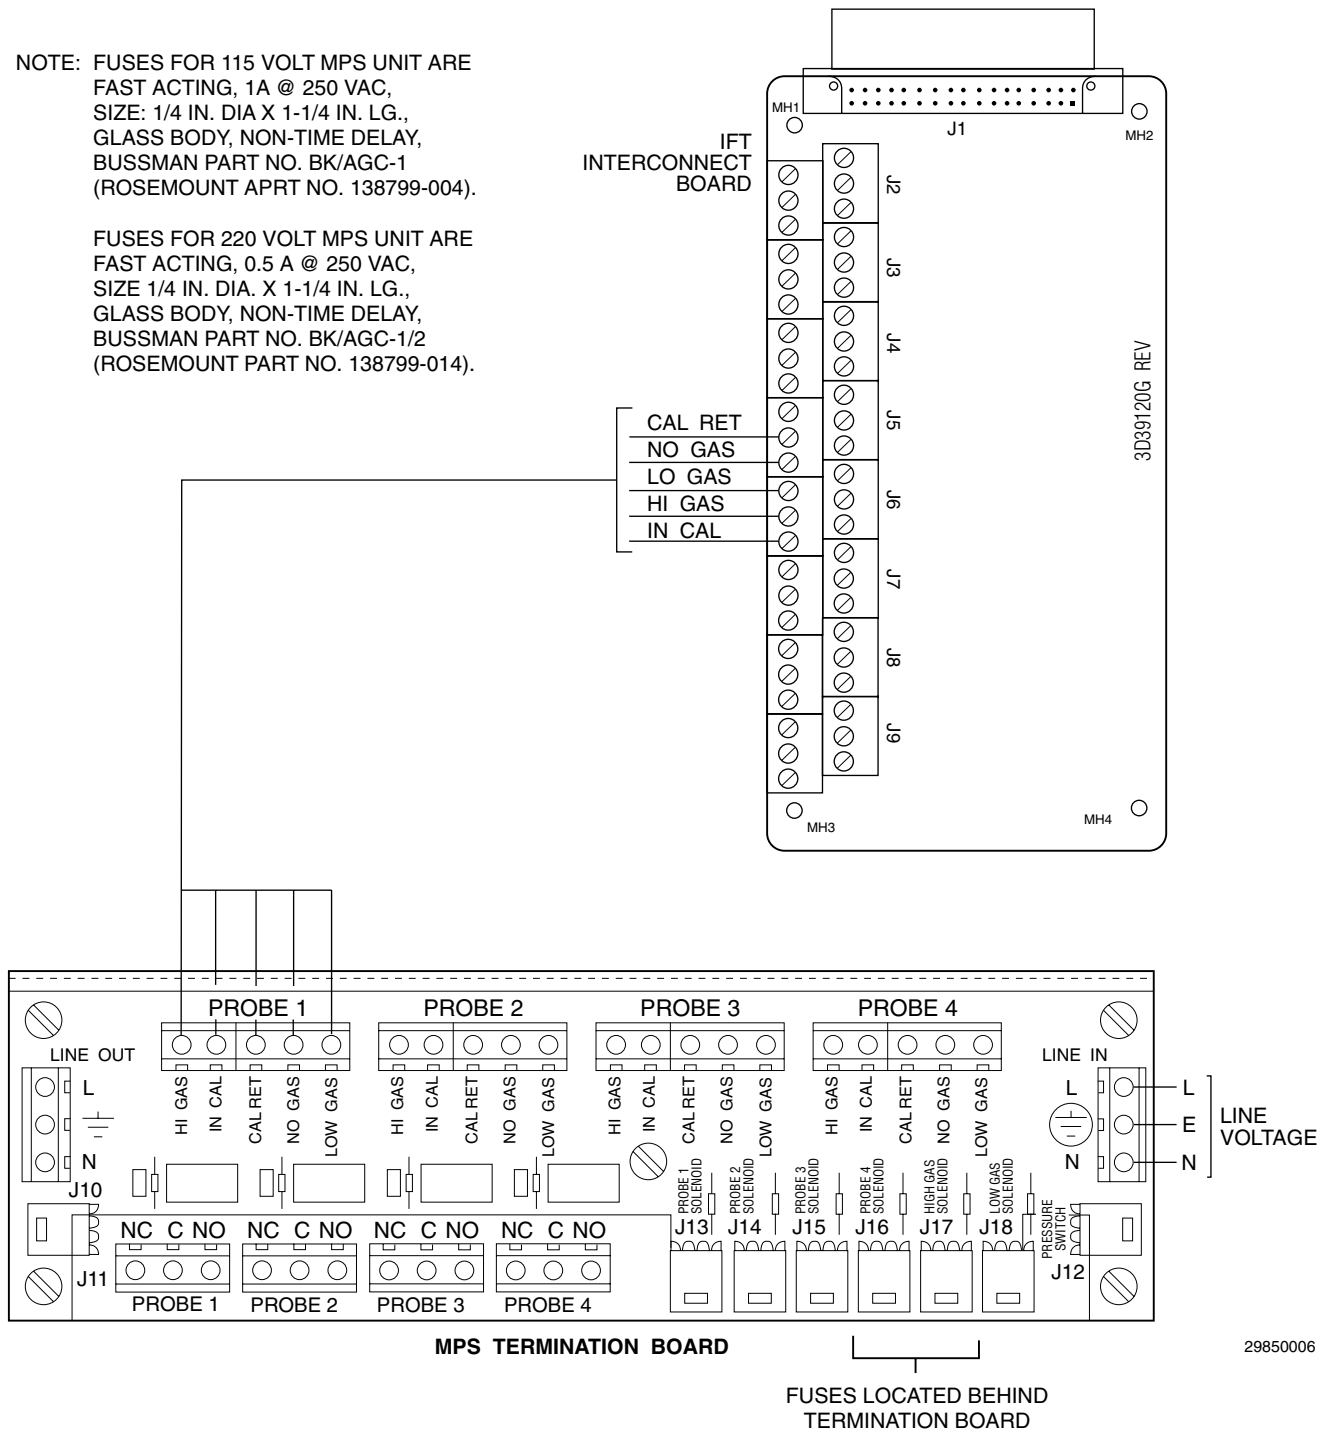 NOTE: FUSES FOR 115 VOLT MPS UNIT ARE
FAST ACTING, 1A @ 250 VAC,
SIZE: 1/4 IN. DIA X 1-1/4 IN. LG.,
GLASS BODY, NON-TIME DELAY,
BUSSMAN PART NO. BK/AGC-1
(ROSEMOUNT APRT NO. 138799-004).
FUSES FOR 220 VOLT MPS UNIT ARE
FAST ACTING, 0.5 A @ 250 VAC,
SIZE 1/4 IN. DIA. X 1-1/4 IN. LG.,
GLASS BODY, NON-TIME DELAY,
BUSSMAN PART NO. BK/AGC-1/2
(ROSEMOUNT PART NO. 138799-014).
IFT
INTERCONNECT
BOARD
MH1
J1
MH2
J2
J3
J4
J5
J6
J7
J8
J9
3D39120G REV
CAL RET
NO GAS
LO GAS
HI GAS
IN CAL
MH3
MH4
PROBE 1
PROBE 2
PROBE 3
PROBE 4
LINE OUT
L
N
J10
HI GAS
IN CAL
CAL RET
NO GAS
LOW GAS
HI GAS
IN CAL
CAL RET
NO GAS
LOW GAS
HI GAS
IN CAL
CAL RET
NO GAS
LOW GAS
HI GAS
IN CAL
CAL RET
NO GAS
LOW GAS
LINE IN
L
N
L
E
N
LINE
VOLTAGE
PROBE 1
SOLENOID
PROBE 2
SOLENOID
PROBE 3
SOLENOID
PROBE 4
SOLENOID
HIGH GAS
SOLENOID
LOW GAS
SOLENOID
PRESSURE
SWITCH
J13
J14
J15
J16
J17
J18
J12
J11
NC C NO
NC C NO
NC C NO
NC C NO
PROBE 1
PROBE 2
PROBE 3
PROBE 4
MPS TERMINATION BOARD
29850006
FUSES LOCATED BEHIND
TERMINATION BOARD